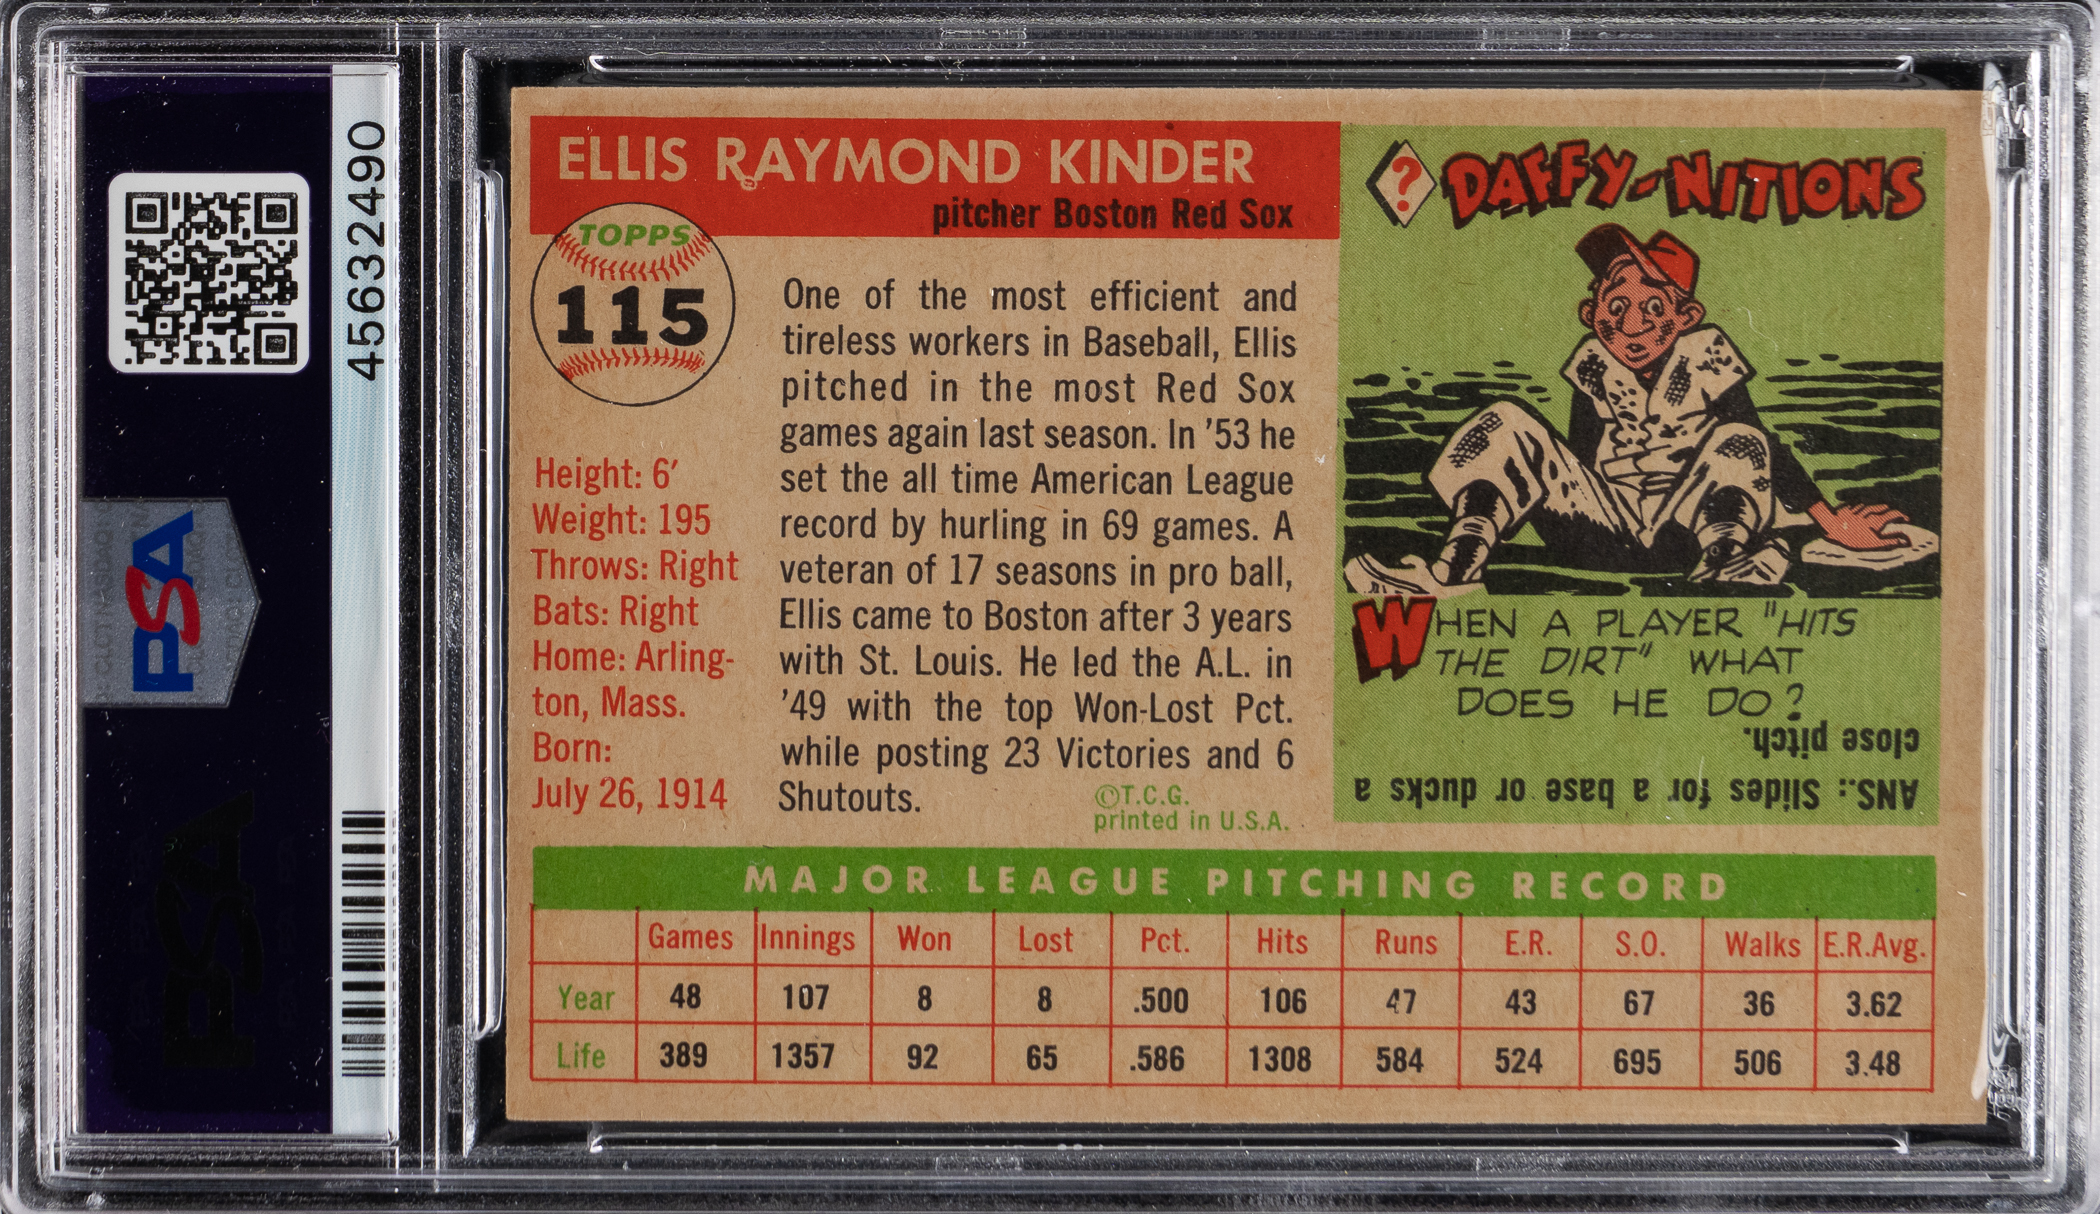 45632490
PSA
PSA
ELLIS RAYMOND KINDER
pitcher Boston Red Sox
TOPPS
115
Height: 6'
Weight: 195
Throws: Right
Bats: Right
Home: Arling-
ton, Mass.
Born:
July 26, 1914
One of the most efficient and
tireless workers in Baseball, Ellis
pitched in the most Red Sox
games again last season. In '53 he
set the all time American League
record by hurling in 69 games. A
veteran of 17 seasons in pro ball,
Ellis came to Boston after 3 years
with St. Louis. He led the A.L. in
'49 with the top Won-Lost Pct.
while posting 23 Victories and 6
Shutouts.
©T.C.G.
printed in U.S.A.
? DAFFY-NITIONS
WHEN A PLAYER "HITS
THE DIRT" WHAT
DOES HE DO?
ANS.: Slides for a base or ducks a
close pitch.
MAJOR LEAGUE PITCHING RECORD
Games Innings Won Lost Pct. Hits Runs E.R. S.O. Walks E.R.Avg.
Year 48 107 8 8 .500 106 47 43 67 36 3.62
Life 389 1357 92 65 .586 1308 584 524 695 506 3.48